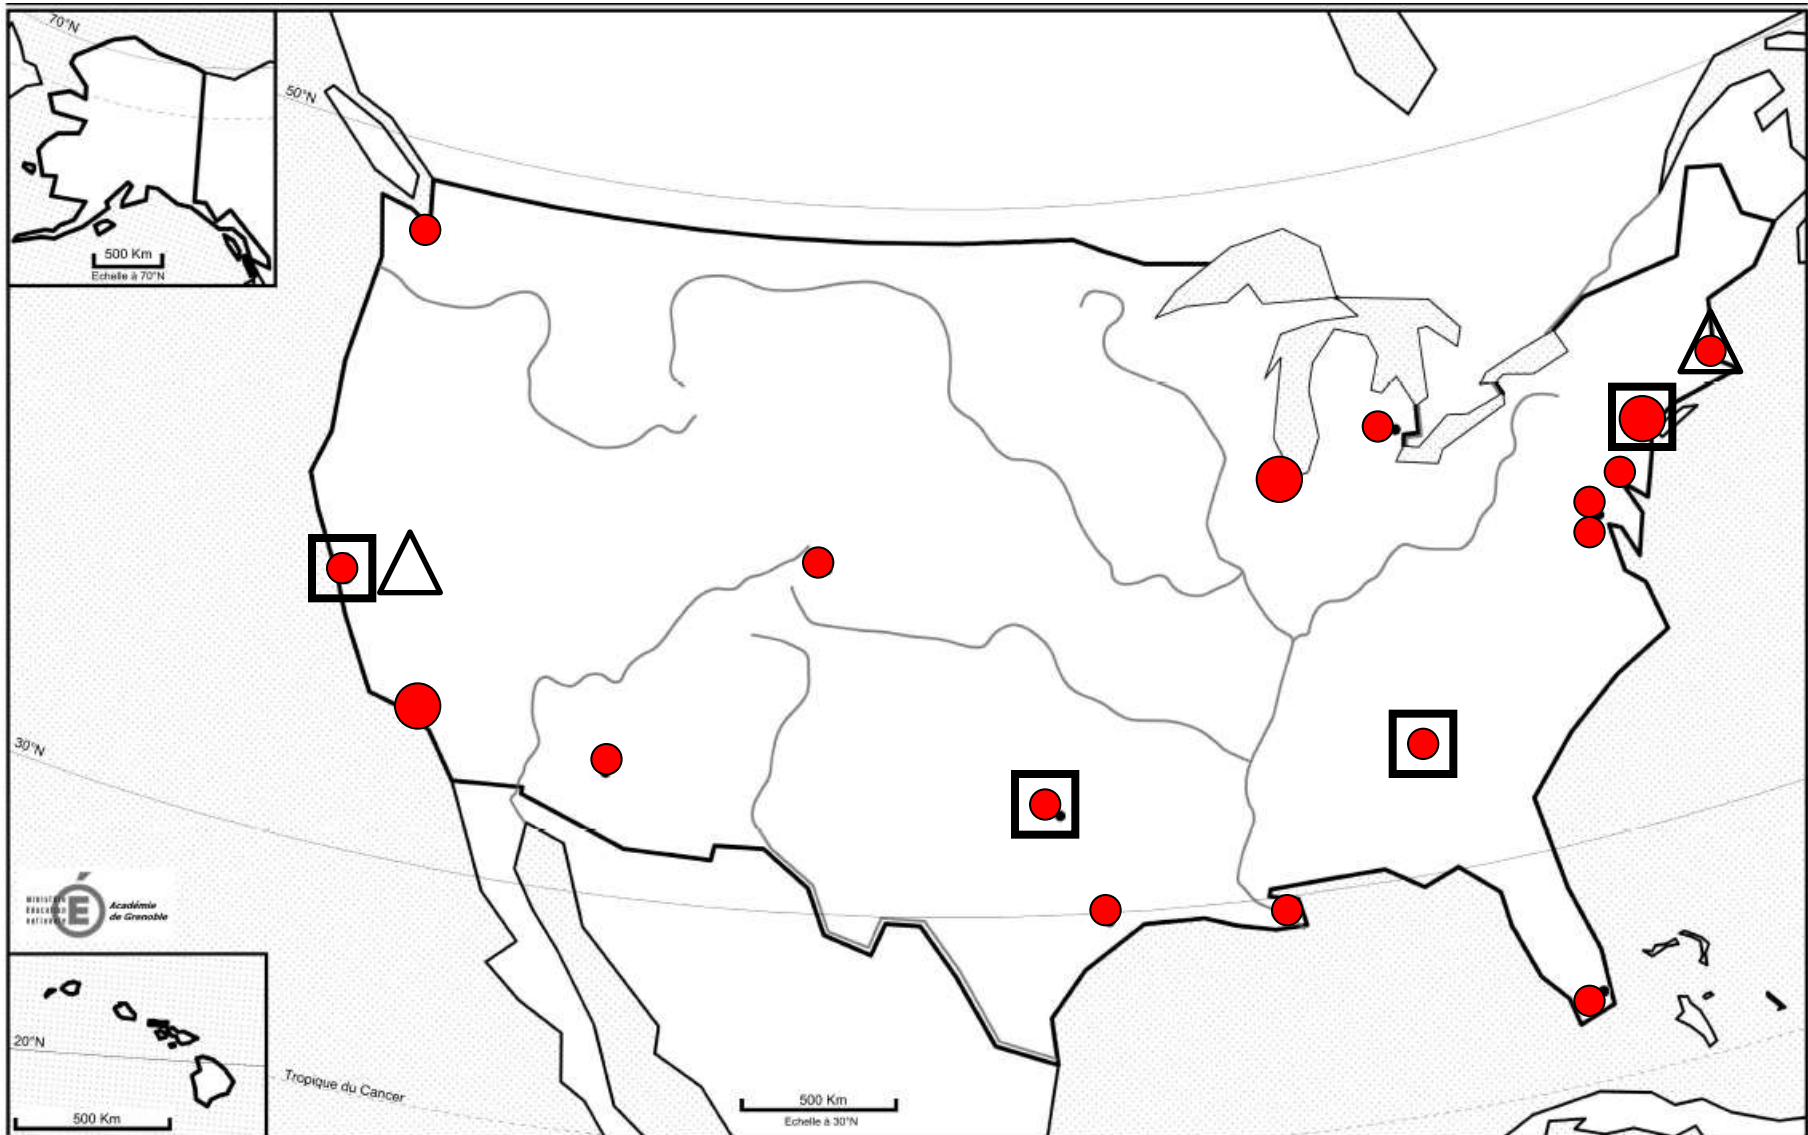 70°N
50°N
500 Km
Echelle à 70°N
30°N
Académie
de Grenoble
20°N
Tropique du Cancer
500 Km
500 Km
Echelle à 30°N